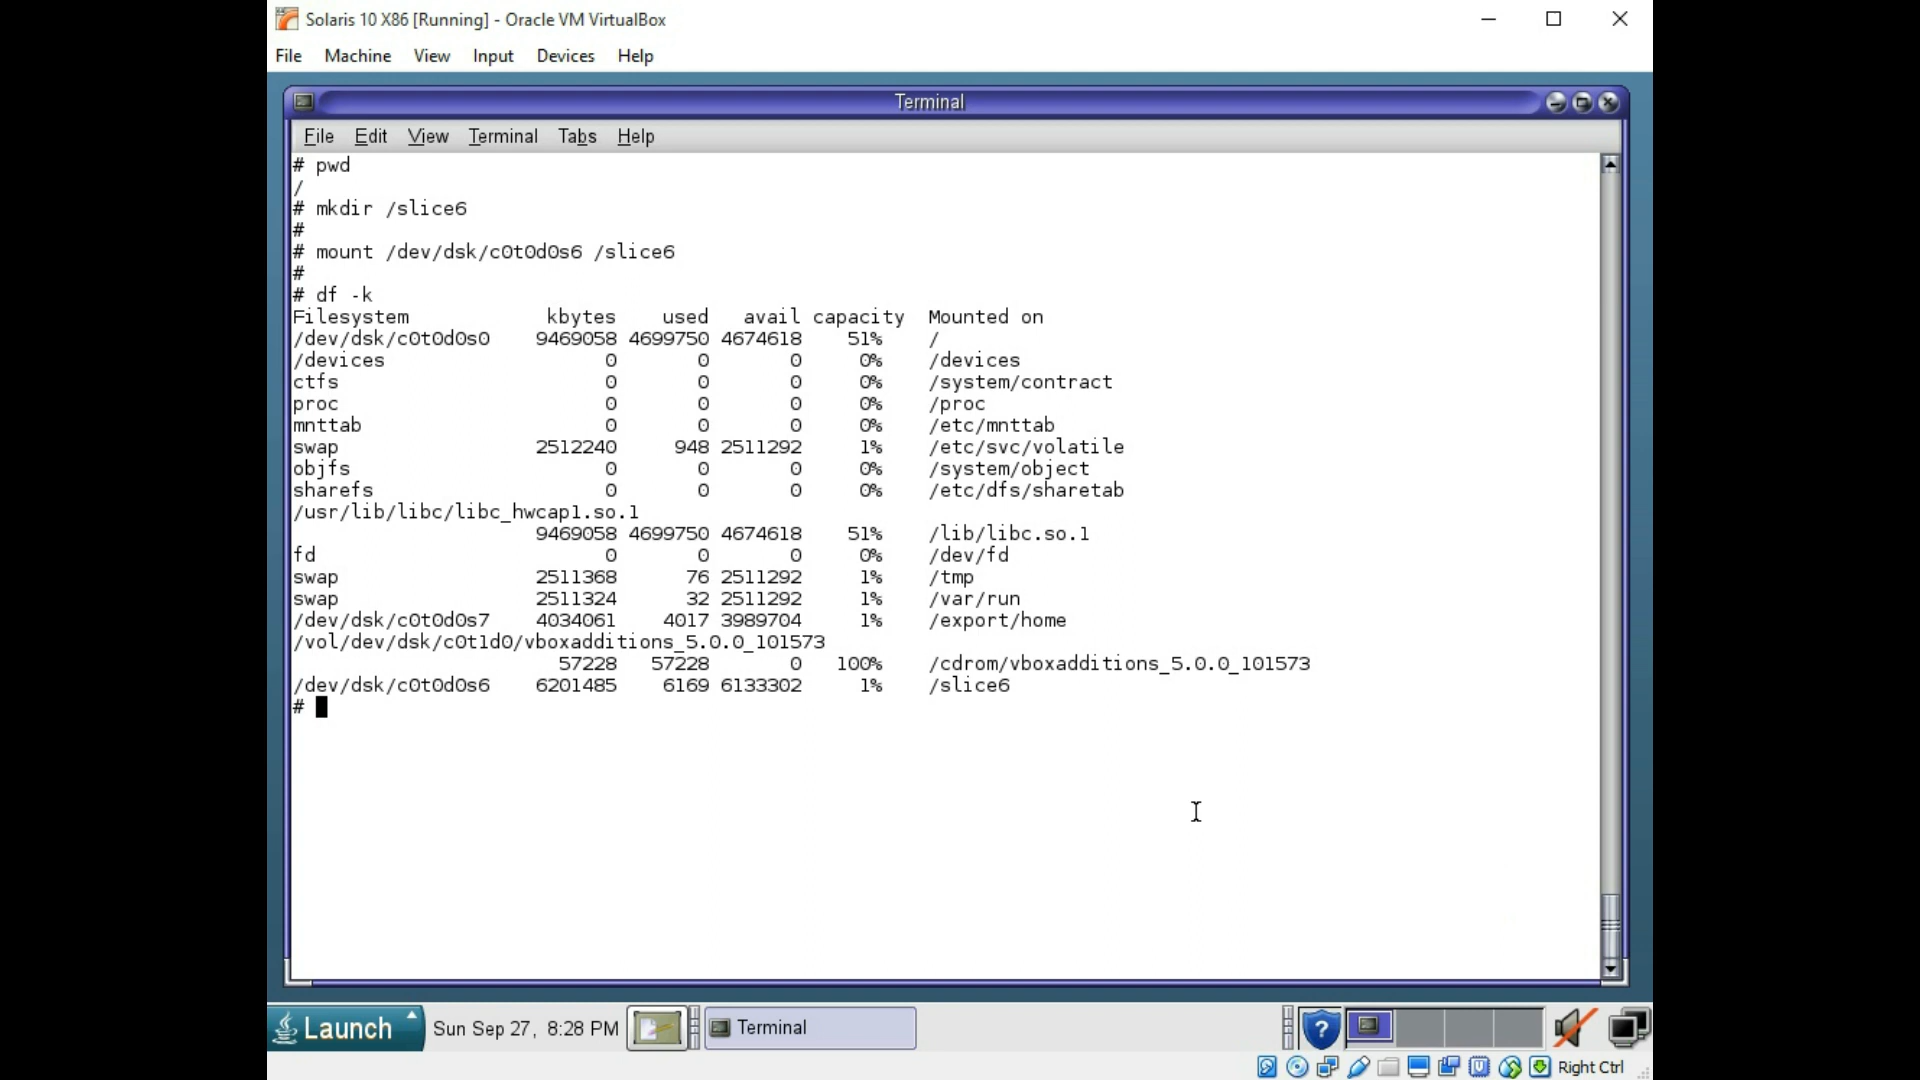 Solaris 10 X86 [Running] - Oracle VM VirtualBox
File Machine View Input Devices Help
Terminal
File Edit View Terminal Tabs Help
# pwd
/
# mkdir /slice6
#
# mount /dev/dsk/c0t0d0s6 /slice6
#
# df -k
Filesystem kbytes used avail capacity Mounted on
/dev/dsk/c0t0d0s0 9469058 4699750 4674618 51% /
/devices 0 0 0 0% /devices
ctfs 0 0 0 0% /system/contract
proc 0 0 0 0% /proc
mnttab 0 0 0 0% /etc/mnttab
swap 2512240 948 2511292 1% /etc/svc/volatile
objfs 0 0 0 0% /system/object
sharefs 0 0 0 0% /etc/dfs/sharetab
/usr/lib/libc/libc_hwcap1.so.1
9469058 4699750 4674618 51% /lib/libc.so.1
fd 0 0 0 0% /dev/fd
swap 2511368 76 2511292 1% /tmp
swap 2511324 32 2511292 1% /var/run
/dev/dsk/c0t0d0s7 4034061 4017 3989704 1% /export/home
/vol/dev/dsk/c0t1d0/vboxadditions_5.0.0_101573
57228 57228 0 100% /cdrom/vboxadditions_5.0.0_101573
/dev/dsk/c0t0d0s6 6201485 6169 6133302 1% /slice6
#
Launch Sun Sep 27, 8:28 PM Terminal ?
Right Ctrl